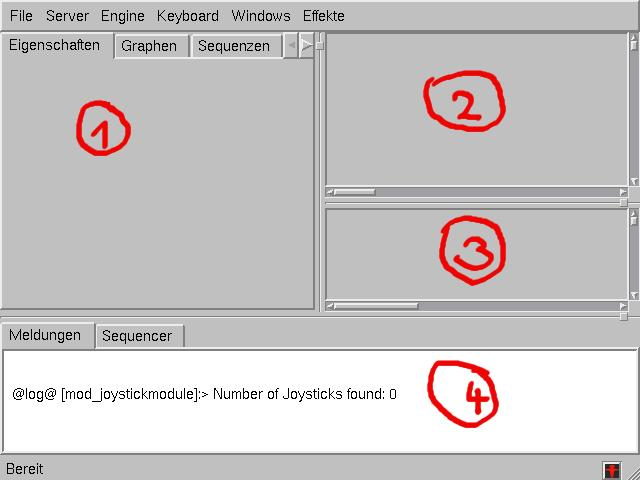 File Server Engine Keyboard Windows Effekte
Eigenschaften Graphen Sequenzen
1
2
3
Meldungen Sequencer
@log@ [mod_joystickmodule]:> Number of Joysticks found: 0
4
Bereit